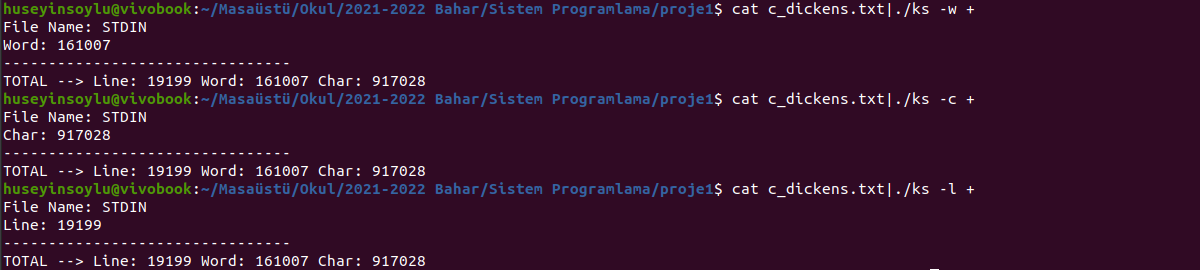 huseyinsoylu@vivobook:~/Masaüstü/Okul/2021-2022 Bahar/Sistem Programlama/proje1$ cat c_dickens.txt|./ks -w +
File Name: STDIN
Word: 161007
--------------------------------
TOTAL --> Line: 19199 Word: 161007 Char: 917028
huseyinsoylu@vivobook:~/Masaüstü/Okul/2021-2022 Bahar/Sistem Programlama/proje1$ cat c_dickens.txt|./ks -c +
File Name: STDIN
Char: 917028
--------------------------------
TOTAL --> Line: 19199 Word: 161007 Char: 917028
huseyinsoylu@vivobook:~/Masaüstü/Okul/2021-2022 Bahar/Sistem Programlama/proje1$ cat c_dickens.txt|./ks -l +
File Name: STDIN
Line: 19199
--------------------------------
TOTAL --> Line: 19199 Word: 161007 Char: 917028